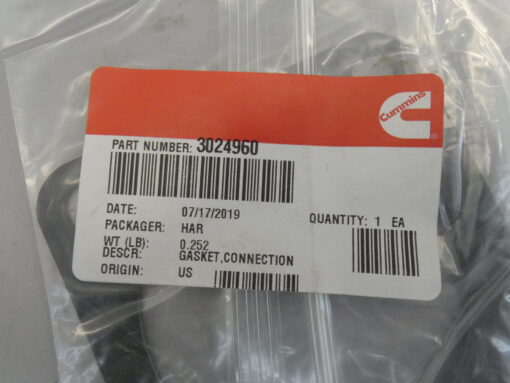 Cummins
PART NUMBER: 3024960
DATE: 07/17/2019
PACKAGER: HAR
QUANTITY: 1 EA
WT (LB): 0.252
DESCR: GASKET,CONNECTION
ORIGIN: US